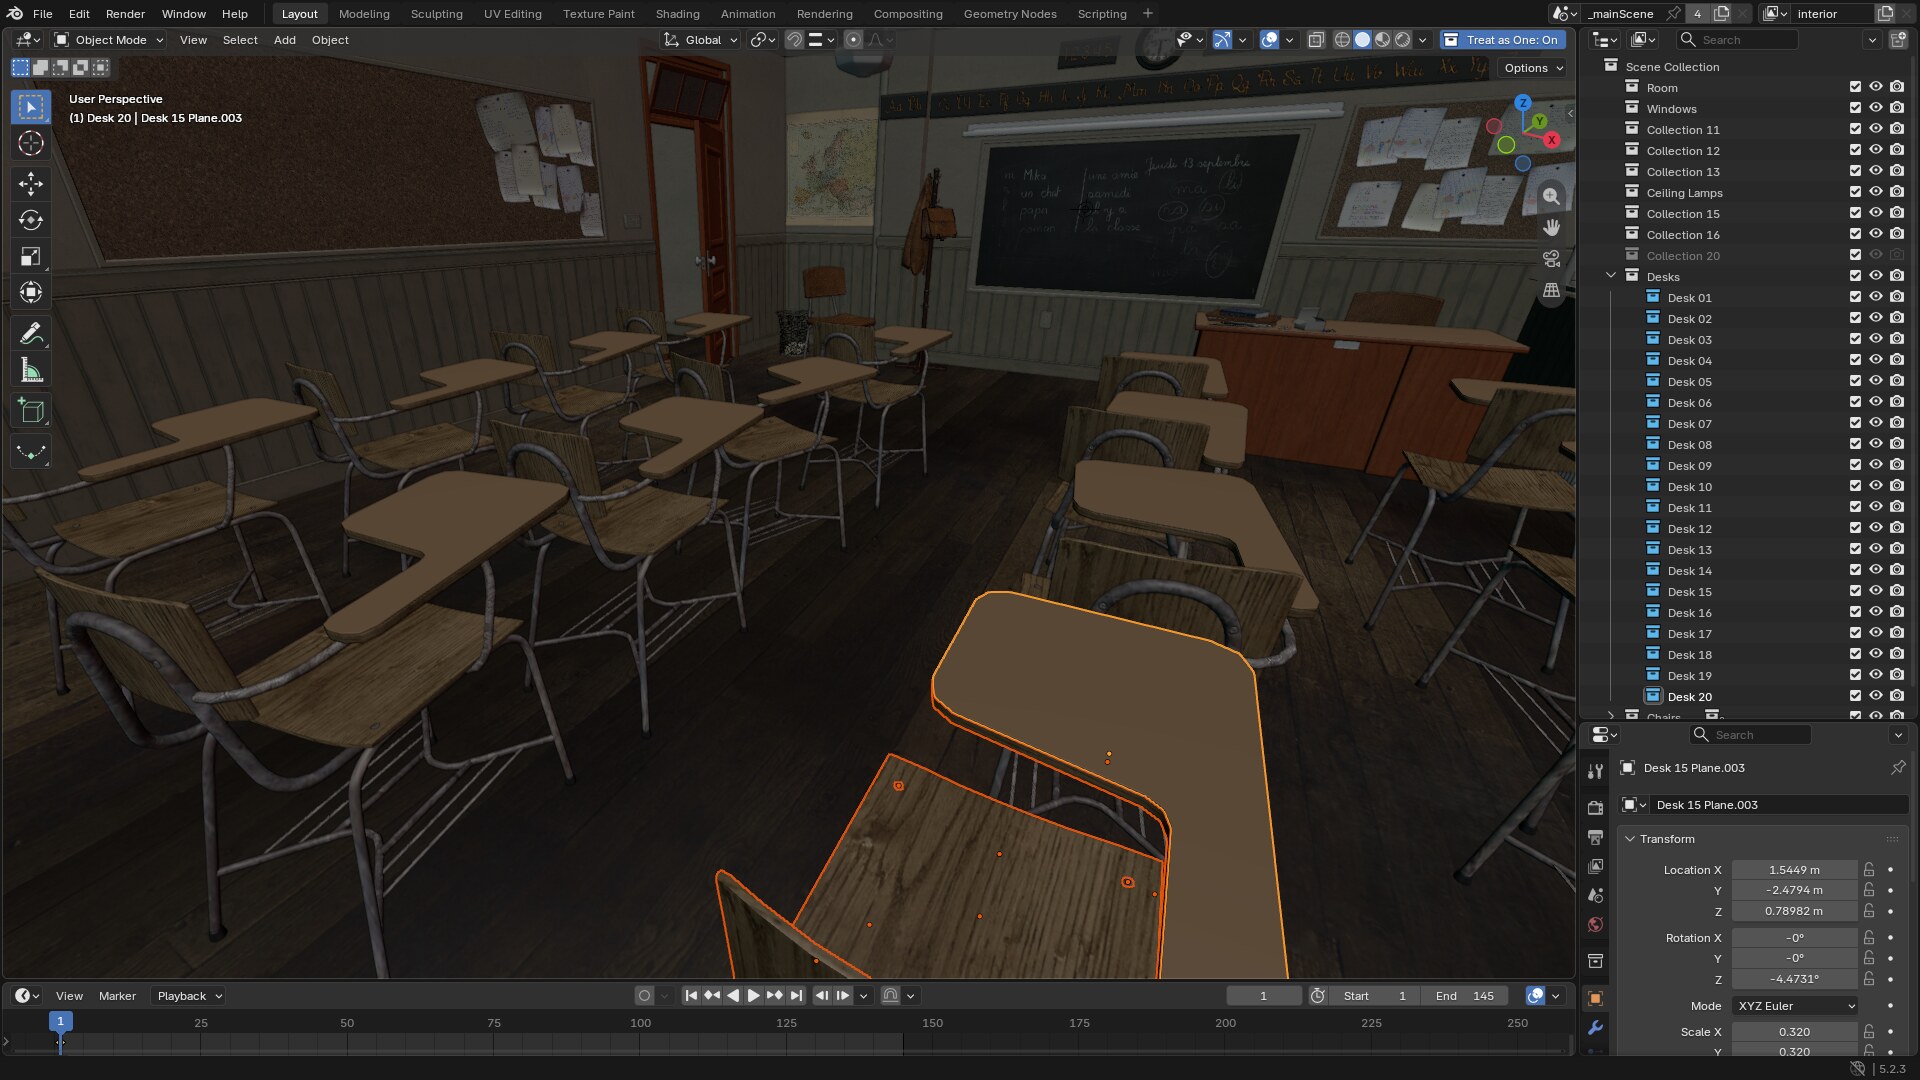 File Edit Render Window Help Layout Modeling Sculpting UV Editing Texture Paint Shading Animation Rendering Compositing Geometry Nodes Scripting + _mainScene 4 interior
Object Mode View Select Add Object Global Treat as One: On
Options
User Perspective
(1) Desk 20 | Desk 15 Plane.003
Z
Y
X
Jeudi 13 septembre
papa
la classe
Search
Scene Collection
Room
Windows
Collection 11
Collection 12
Collection 13
Ceiling Lamps
Collection 15
Collection 16
Collection 20
Desks
Desk 01
Desk 02
Desk 03
Desk 04
Desk 05
Desk 06
Desk 07
Desk 08
Desk 09
Desk 10
Desk 11
Desk 12
Desk 13
Desk 14
Desk 15
Desk 16
Desk 17
Desk 18
Desk 19
Desk 20
Chairs
Search
Desk 15 Plane.003
Desk 15 Plane.003
Transform
Location X 1.5449 m
Y -2.4794 m
Z 0.78982 m
Rotation X -0°
Y -0°
Z -4.4731°
Mode XYZ Euler
Scale X 0.320
Y 0.320
View Marker Playback 1 Start 1 End 145
1 25 50 75 100 125 150 175 200 225 250
5.2.3